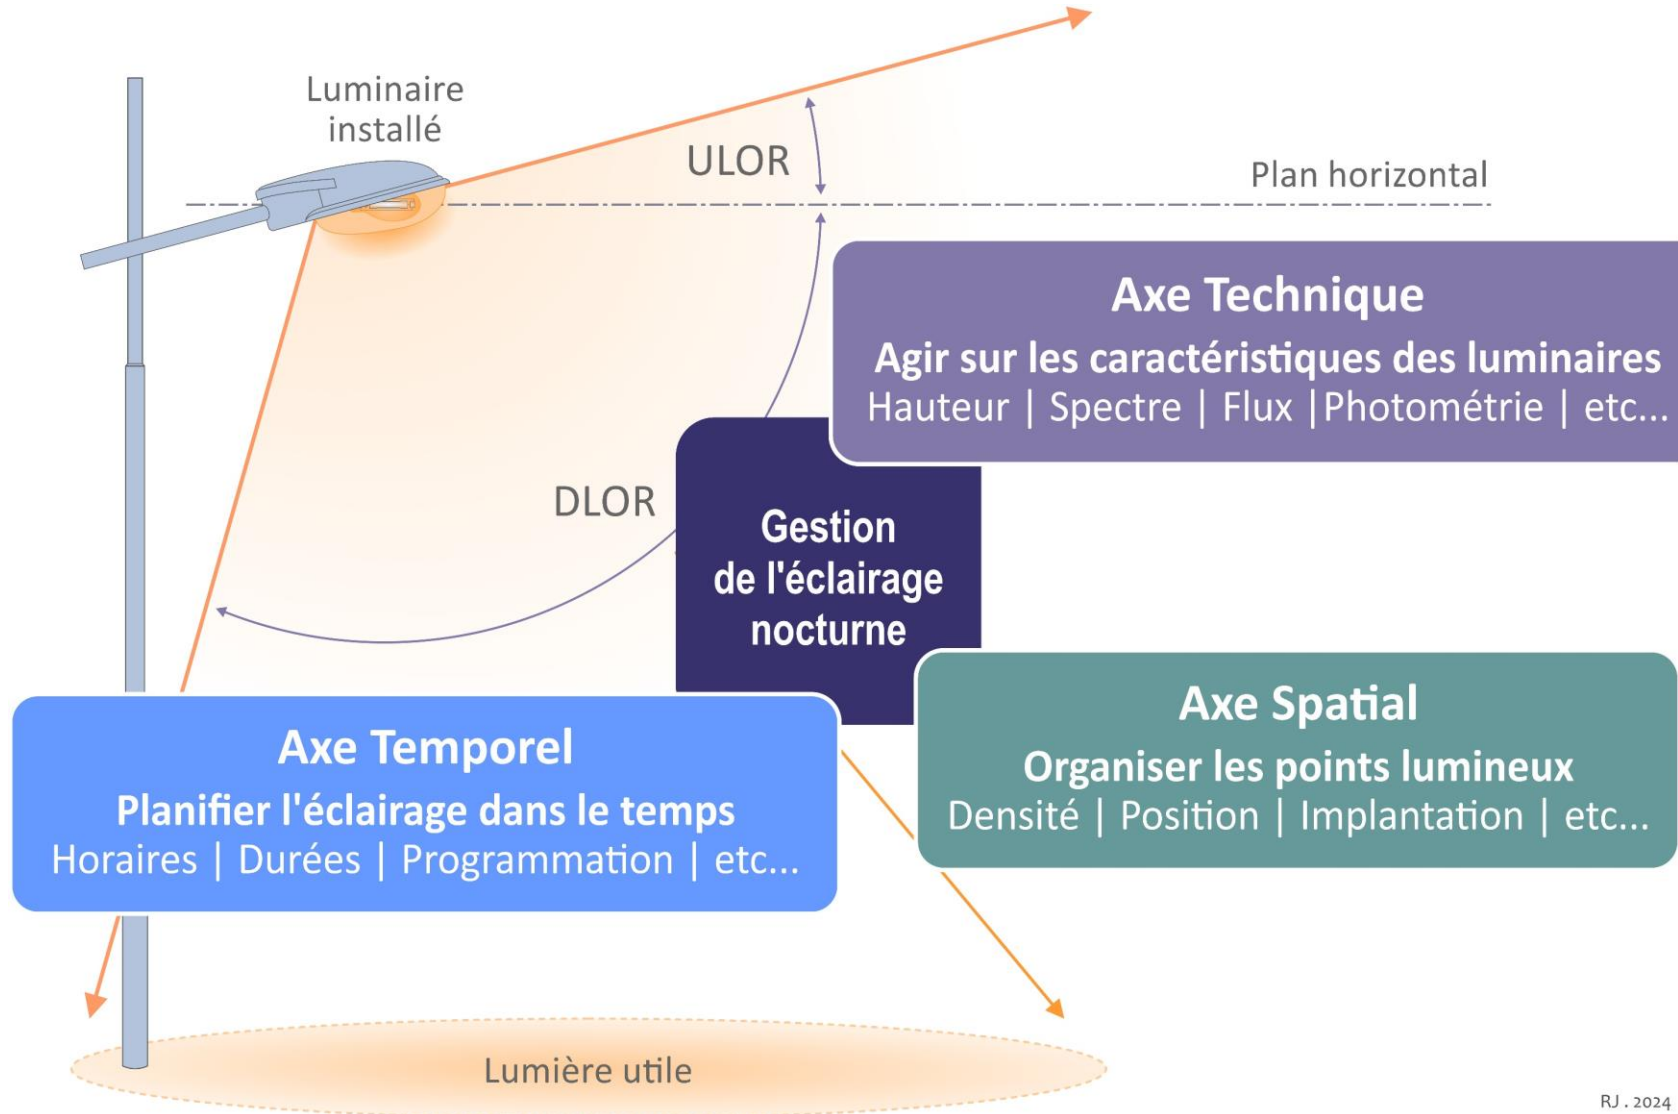 Luminaire
installé
ULOR
Plan horizontal
Axe Technique
Agir sur les caractéristiques des luminaires
Hauteur | Spectre | Flux |Photométrie | etc...
DLOR
Gestion
de l'éclairage
nocturne
Axe Temporel
Planifier l'éclairage dans le temps
Horaires | Durées | Programmation | etc...
Axe Spatial
Organiser les points lumineux
Densité | Position | Implantation | etc...
Lumière utile
RJ . 2024